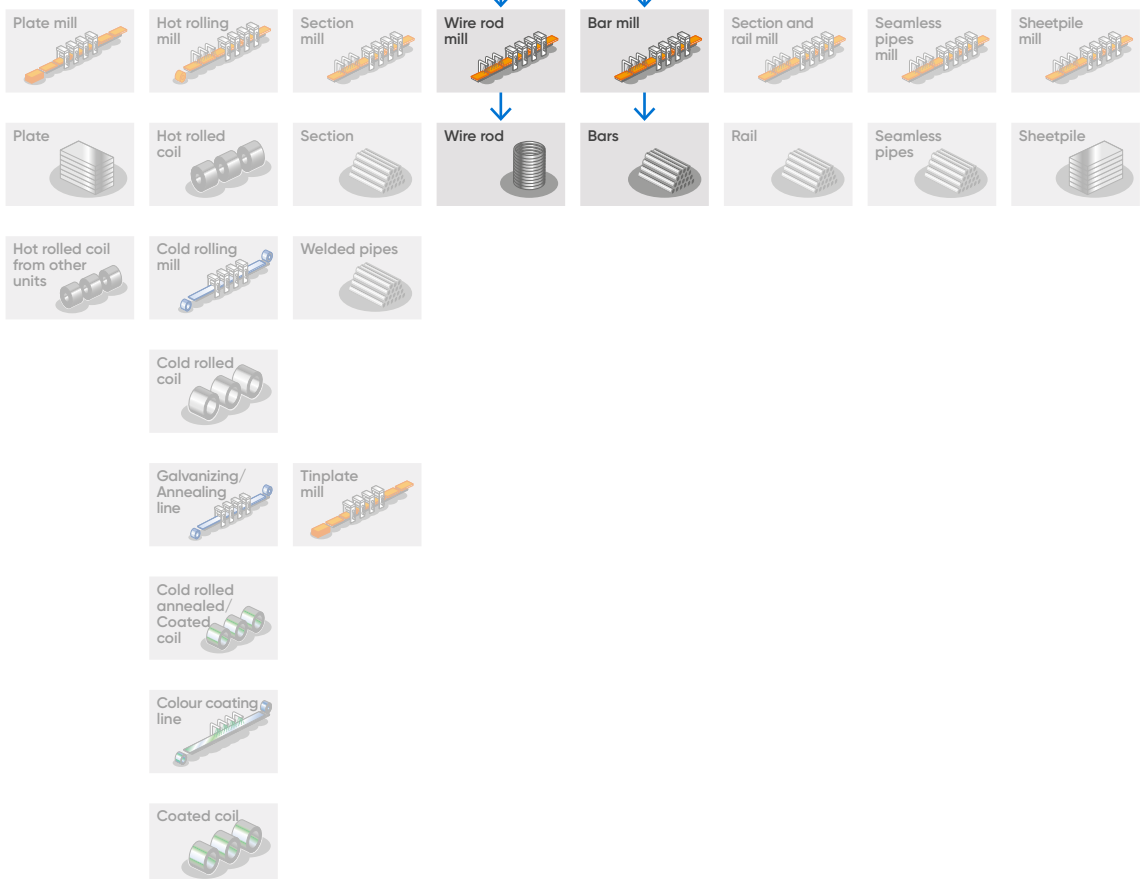 Plate mill
Hot rolling
mill
Section
mill
Wire rod
mill
Bar mill
Section and
rail mill
Seamless
pipes
mill
Sheetpile
mill
Plate
Hot rolled
coil
Section
Wire rod
Bars
Rail
Seamless
pipes
Sheetpile
Hot rolled coil
from other
units
Cold rolling
mill
Welded pipes
Cold rolled
coil
Galvanizing/
Annealing
line
Tinplate
mill
Cold rolled
annealed/
Coated
coil
Colour coating
line
Coated coil